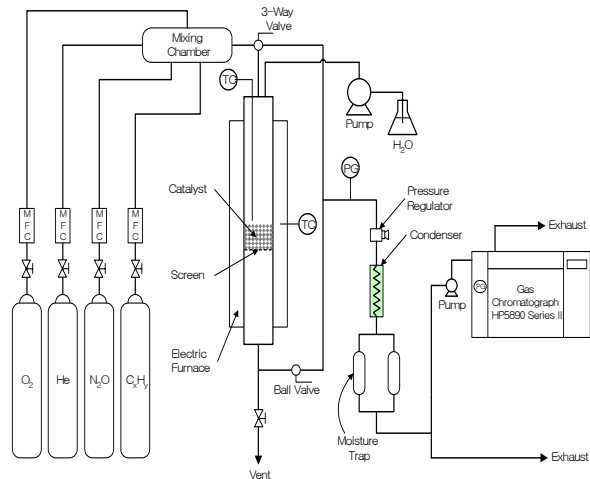 3-Way
Valve
Mixing
Chamber
TC
Pump
H₂O
PG
Catalyst
Pressure
Regulator
TC
Condenser
M
F
C
M
F
C
M
F
C
M
F
C
Exhaust
Screen
PG
Gas
Chromatograph
HP5890 Series II
Pump
Electric
Furnace
O₂
He
N₂O
CₓHᵧ
Ball Valve
Moisture
Trap
Vent
Exhaust